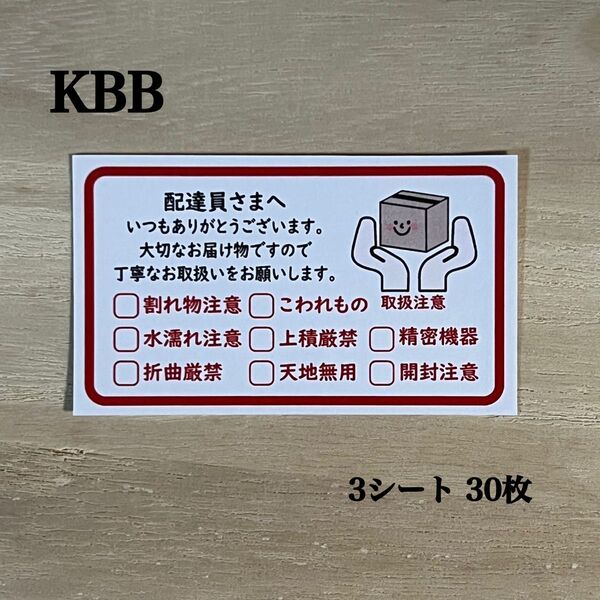 KBB
配達員さまへ
いつもありがとうございます。
大切なお届け物ですので
丁寧なお取扱いをお願いします。
割れ物注意 こわれもの 取扱注意
水濡れ注意 上積厳禁 精密機器
折曲厳禁 天地無用 開封注意
3シート 30枚